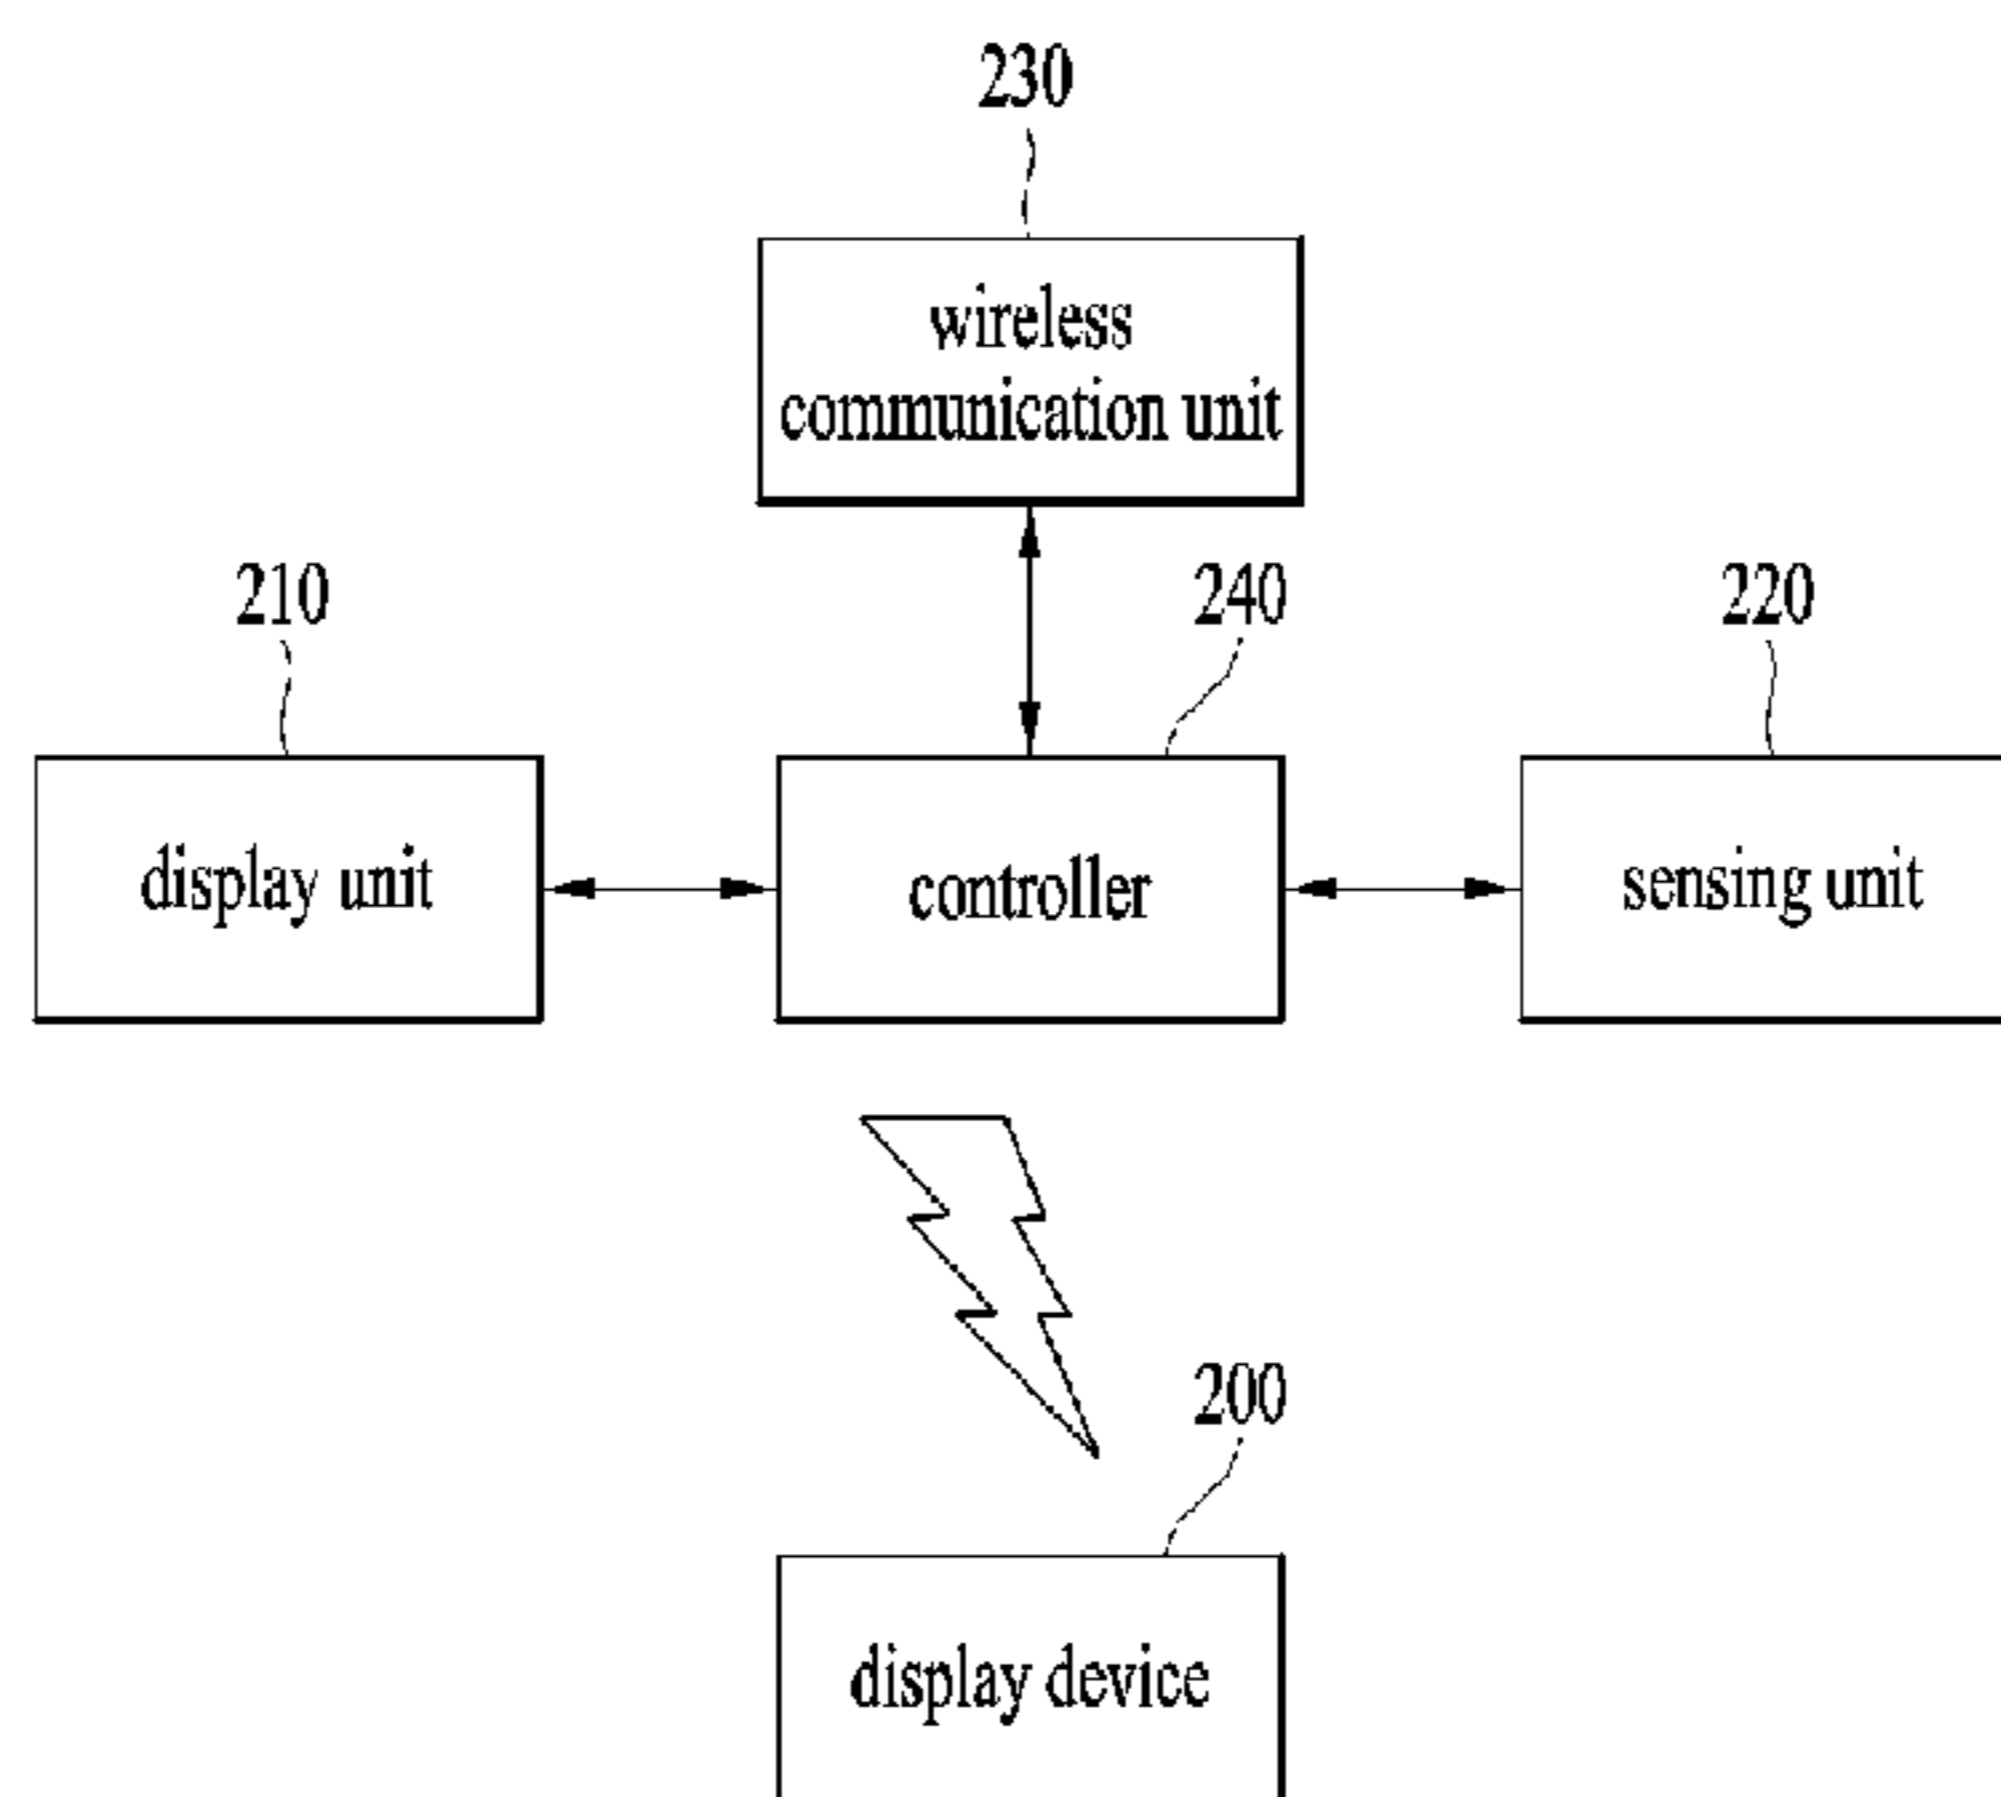 230
wireless
communication unit
210
240
220
display unit
controller
sensing unit
200
display device